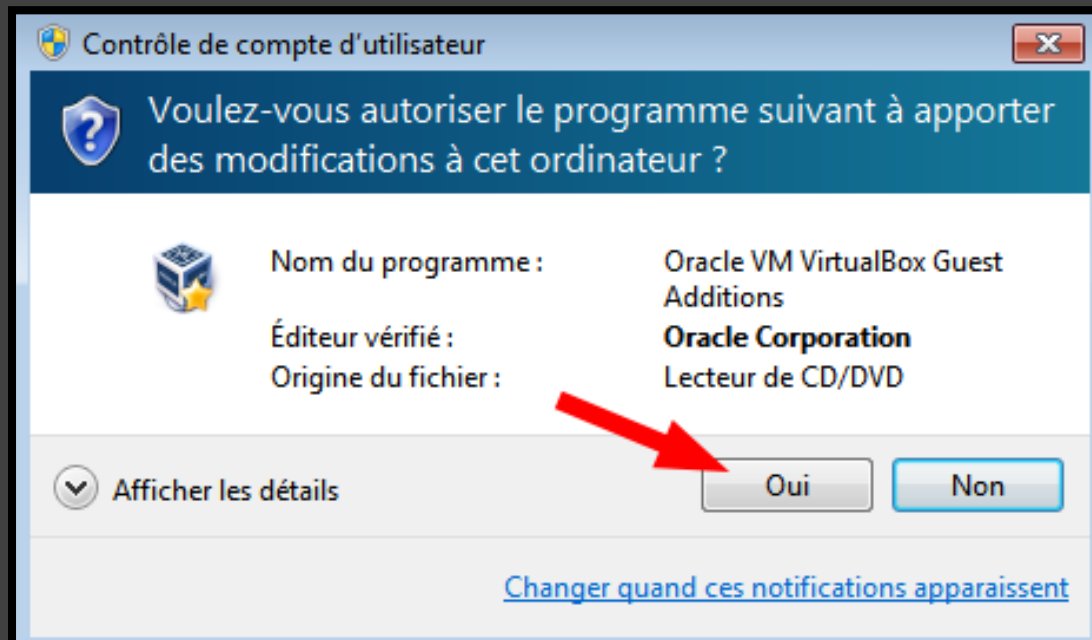 Contrôle de compte d'utilisateur
Voulez-vous autoriser le programme suivant à apporter
des modifications à cet ordinateur ?
Nom du programme : Oracle VM VirtualBox Guest
Additions
Éditeur vérifié : Oracle Corporation
Origine du fichier : Lecteur de CD/DVD
Afficher les détails Oui Non
Changer quand ces notifications apparaissent